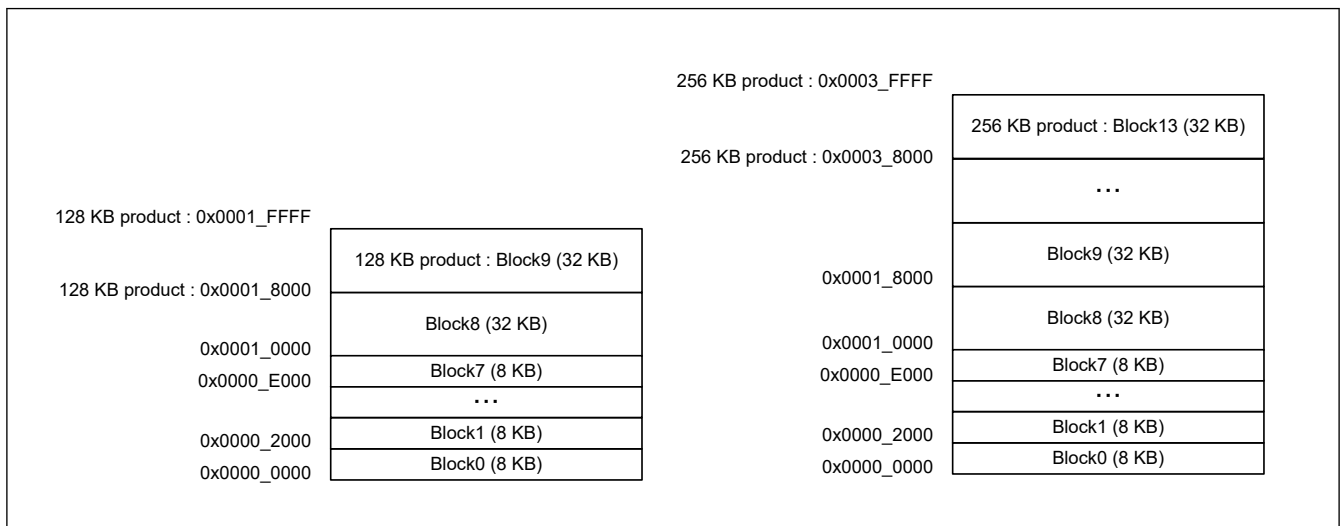 128 KB product : 0x0001_FFFF
128 KB product : Block9 (32 KB)
128 KB product : 0x0001_8000
Block8 (32 KB)
0x0001_0000
Block7 (8 KB)
0x0000_E000
...
Block1 (8 KB)
0x0000_2000
Block0 (8 KB)
0x0000_0000
256 KB product : 0x0003_FFFF
256 KB product : Block13 (32 KB)
256 KB product : 0x0003_8000
...
Block9 (32 KB)
0x0001_8000
Block8 (32 KB)
0x0001_0000
Block7 (8 KB)
0x0000_E000
...
Block1 (8 KB)
0x0000_2000
Block0 (8 KB)
0x0000_0000